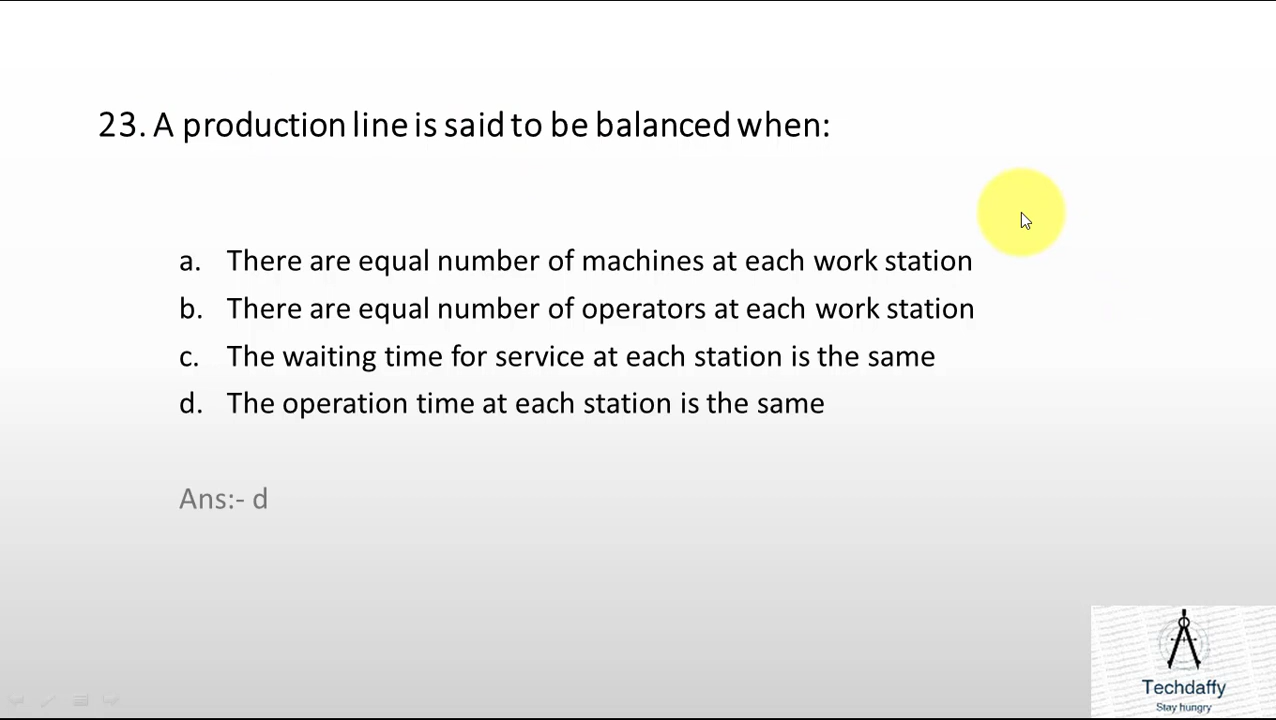 23. A production line is said to be balanced when:
a. There are equal number of machines at each work station
b. There are equal number of operators at each work station
c. The waiting time for service at each station is the same
d. The operation time at each station is the same
Ans:- d
Techdaffy
Stay hungry